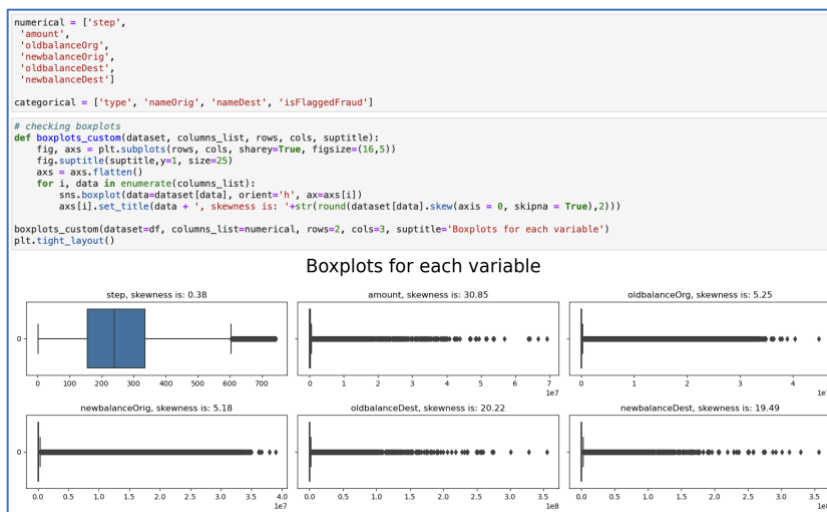 numerical = ['step',
'amount',
'oldbalanceOrg',
'newbalanceOrig',
'oldbalanceDest',
'newbalanceDest']
categorical = ['type', 'nameOrig', 'nameDest', 'isFlaggedFraud']
# checking boxplots
def boxplots_custom(dataset, columns_list, rows, cols, suptitle):
fig, axs = plt.subplots(rows, cols, sharey=True, figsize=(16,5))
fig.suptitle(suptitle,y=1, size=25)
axs = axs.flatten()
for i, data in enumerate(columns_list):
sns.boxplot(data=dataset[data], orient='h', ax=axs[i])
axs[i].set_title(data + ', skewness is: '+str(round(dataset[data].skew(axis = 0, skipna = True),2)))
boxplots_custom(dataset=df, columns_list=numerical, rows=2, cols=3, suptitle='Boxplots for each variable')
plt.tight_layout()
Boxplots for each variable
step, skewness is: 0.38 amount, skewness is: 30.85 oldbalanceOrg, skewness is: 5.25
0
0 100 200 300 400 500 600 700 0 1 2 3 4 5 6 7 0 1 2 3 4
1e7
newbalanceOrig, skewness is: 5.18 oldbalanceDest, skewness is: 20.22 newbalanceDest, skewness is: 19.49
0
0.0 0.5 1.0 1.5 2.0 2.5 3.0 3.5 4.0 0.0 0.5 1.0 1.5 2.0 2.5 3.0 3.5 0.0 0.5 1.0 1.5 2.0 2.5 3.0 3.5
1e7 1e8